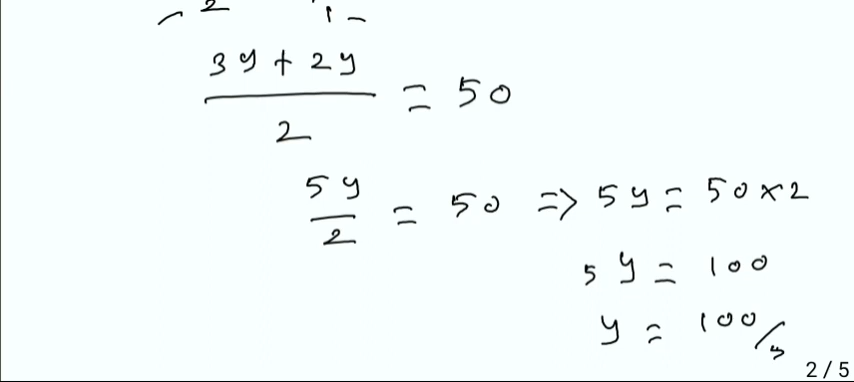 3y + 2y / 2 = 50
5y / 2 = 50 => 5y = 50 × 2
5y = 100
y = 100/5
2/5